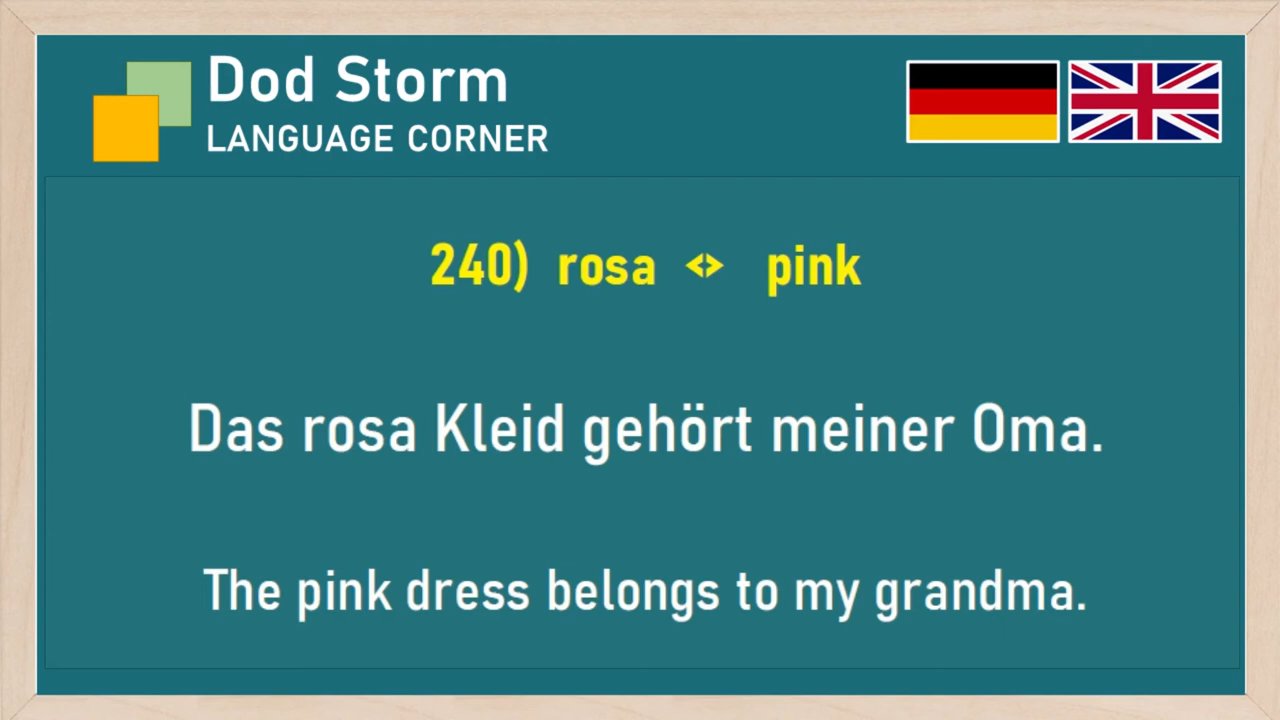 Dod Storm
LANGUAGE CORNER
240) rosa <> pink
Das rosa Kleid gehört meiner Oma.
The pink dress belongs to my grandma.